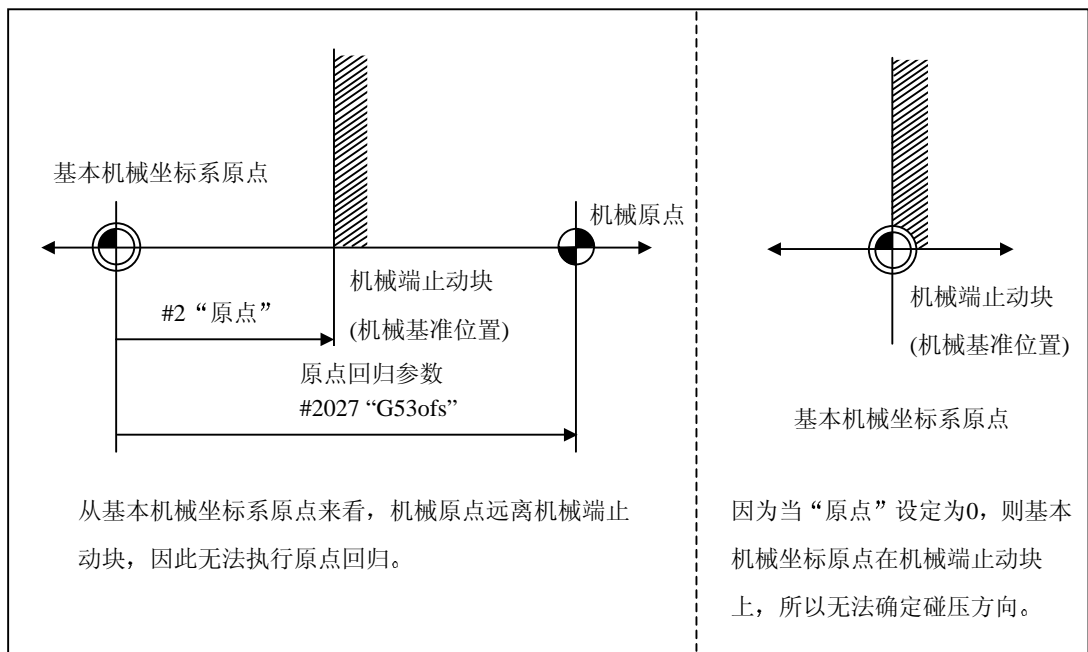 基本机械坐标系原点
机械原点
#2“原点”
机械端止动块
(机械基准位置)
原点回归参数
#2027 “G53ofs”
从基本机械坐标系原点来看，机械原点远离机械端止
动块，因此无法执行原点回归。
机械端止动块
(机械基准位置)
基本机械坐标系原点
因为当“原点”设定为0，则基本
机械坐标原点在机械端止动块
上，所以无法确定碰压方向。